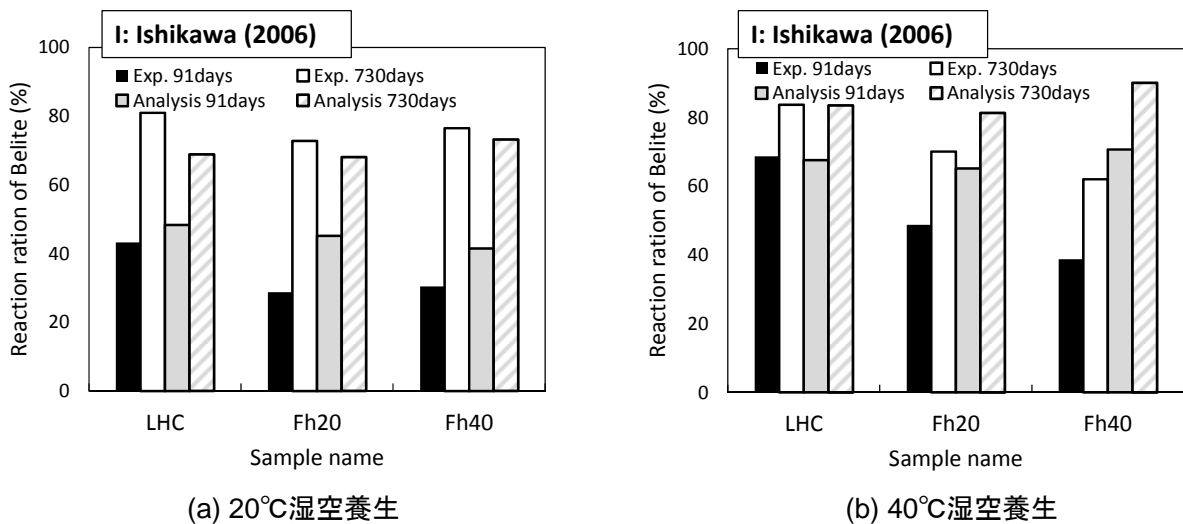 I: Ishikawa (2006)
Exp. 91days
Exp. 730days
Analysis 91days
Analysis 730days
Reaction ration of Belite (%)
100
80
60
40
20
0
LHC
Fh20
Fh40
Sample name
(a) 20℃湿空養生
I: Ishikawa (2006)
Exp. 91days
Exp. 730days
Analysis 91days
Analysis 730days
Reaction ration of Belite (%)
100
80
60
40
20
0
LHC
Fh20
Fh40
Sample name
(b) 40℃湿空養生